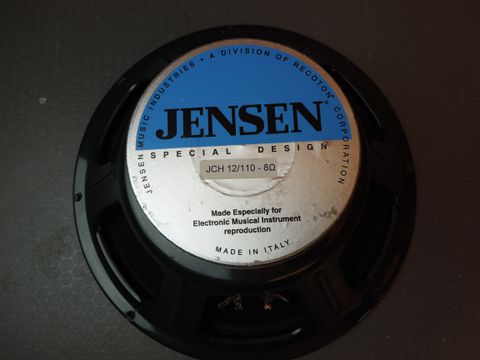 JENSEN MUSIC INDUSTRIES • A DIVISION OF RECOTON CORPORATION
JENSEN®
SPECIAL DESIGN
JCH 12/110 - 8Ω
Made Especially for
Electronic Musical Instrument
reproduction
MADE IN ITALY